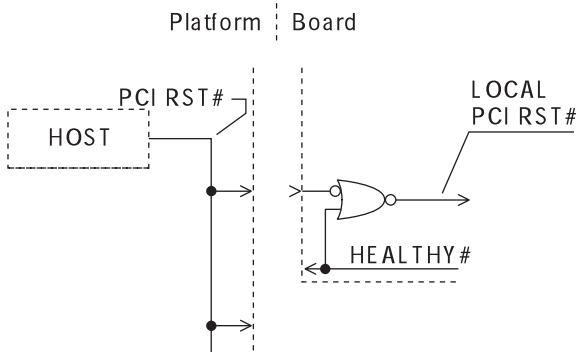 Platform Board
PCI RST#
HOST
LOCAL
PCI RST#
HEALTHY#